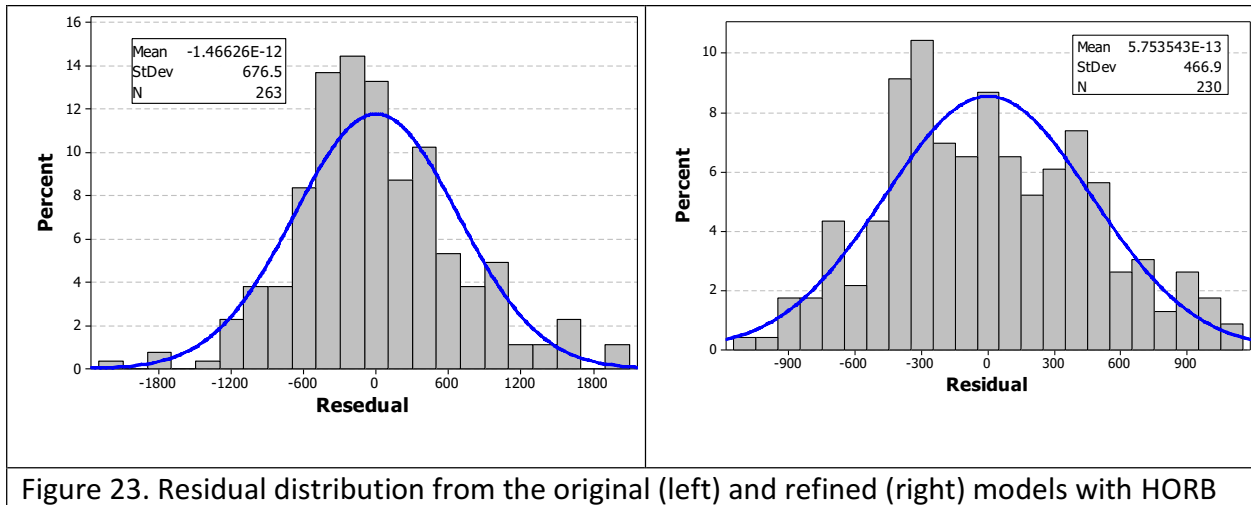 16
14
12
10
8
6
4
2
0
Percent
Mean -1.46626E-12
StDev 676.5
N 263
-1800 -1200 -600 0 600 1200 1800
Resedual
10
8
6
4
2
0
Percent
Mean 5.753543E-13
StDev 466.9
N 230
-900 -600 -300 0 300 600 900
Residual
Figure 23. Residual distribution from the original (left) and refined (right) models with HORB